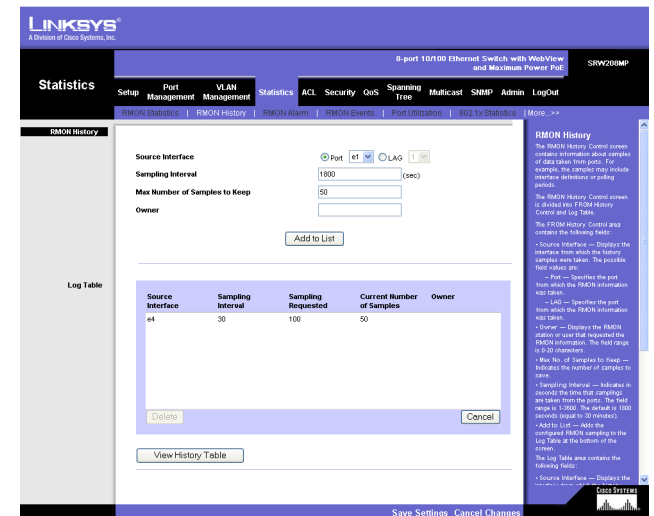 LINKSYS®
A Division of Cisco Systems, Inc.
8-port 10/100 Ethernet Switch with WebView and Maximum Power PoE
SRW208MP
Statistics
Setup
Port Management
VLAN Management
Statistics
ACL
Security
QoS
Spanning Tree
Multicast
SNMP
Admin
LogOut
RMON Statistics | RMON History | RMON Alarm | RMON Events | Port Utilization | 802.1x Statistics | More...>>
RMON History
Source Interface
Port e1 LAG 1
Sampling Interval
1800 (sec)
Max Number of Samples to Keep
50
Owner
Add to List
Log Table
Source Interface
Sampling Interval
Sampling Requested
Current Number of Samples
Owner
e4 30 100 50
Delete
Cancel
View History Table
RMON History
The RMON History Control screen
contains information about samples
of data taken from ports. For
example, the samples may include
interface definitions or polling
periods.
The RMON History Control screen
is divided into FROM History
Control and Log Table.
The FROM History Control area
contains the following fields:
• Source Interface — Displays the
interface from which the history
samples were taken. The possible
field values are:
– Port — Specifies the port
from which the RMON information
was taken.
– LAG — Specifies the port
from which the RMON information
was taken.
• Owner — Displays the RMON
station or user that requested the
RMON information. The field range
is 0-20 characters.
• Max No. of Samples to Keep —
Indicates the number of samples to
save.
• Sampling Interval — Indicates in
seconds the time that samplings
are taken from the ports. The field
range is 1-3600. The default is 1800
seconds (equal to 30 minutes).
• Add to List — Adds the
configured RMON sampling to the
Log Table at the bottom of the
screen.
The Log Table area contains the
following fields:
• Source Interface — Displays the
Save Settings Cancel Changes
CISCO SYSTEMS